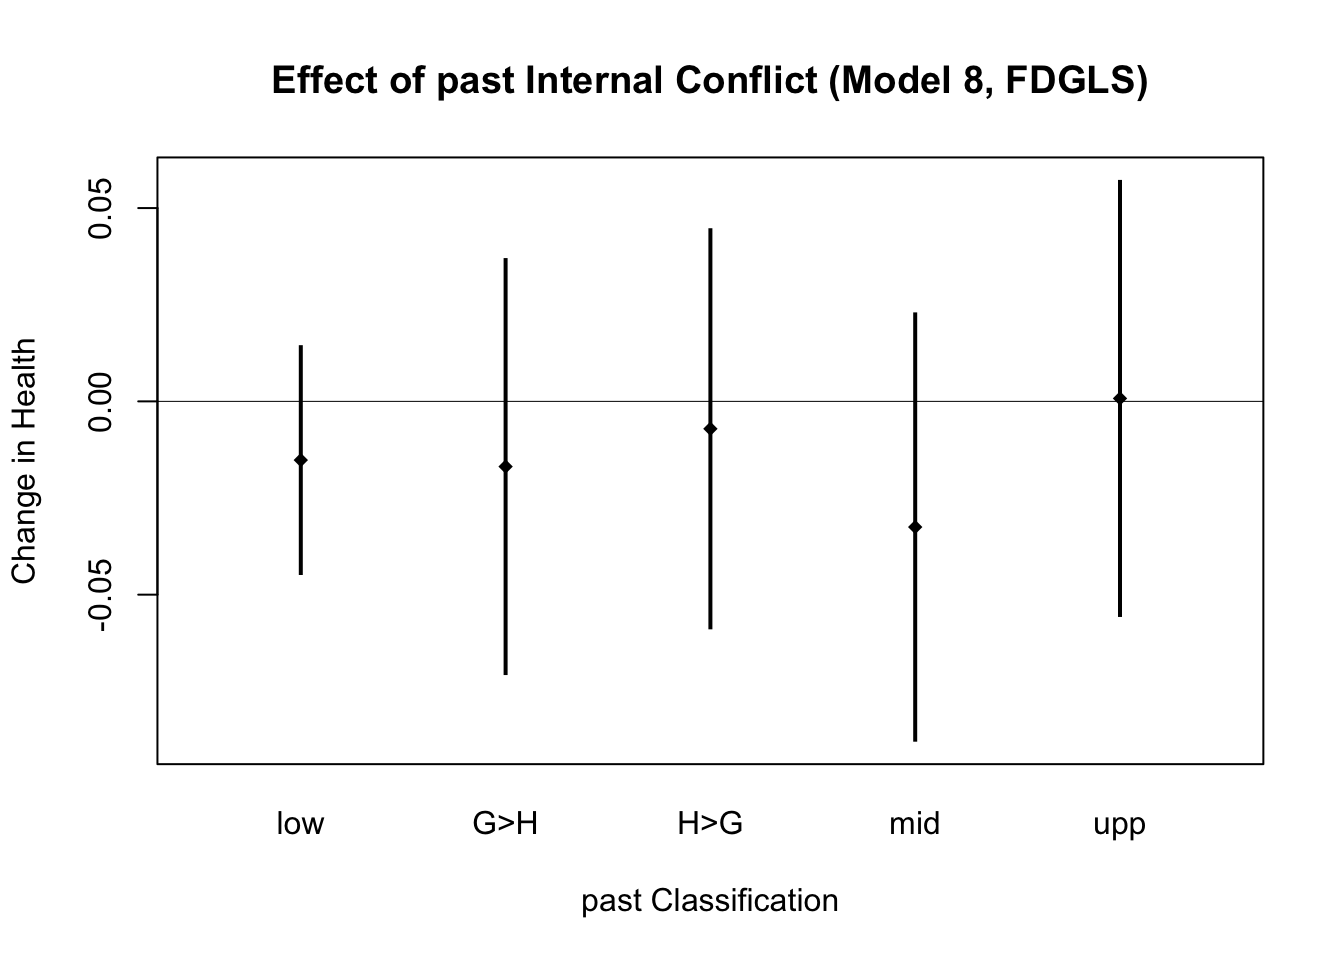 Effect of past Internal Conflict (Model 8, FDGLS)
Change in Health
0.05
0.00
-0.05
low
G>H
H>G
mid
upp
past Classification